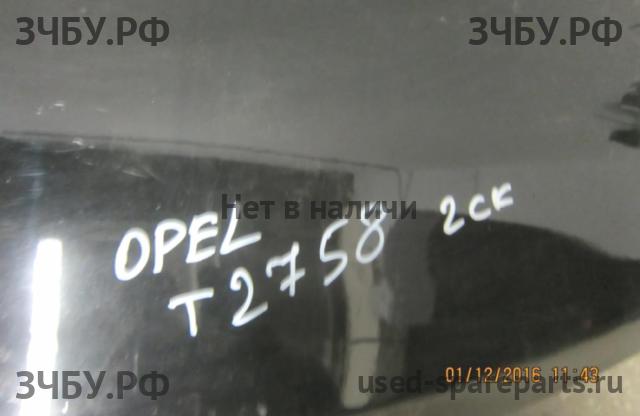 ЗЧБУ.РФ
ЗЧБУ.РФ
Нет в наличи
OPEL
2ск
T2758
01/12/2016 11:43
ЗЧБУ.РФ
used-spareparts.ru